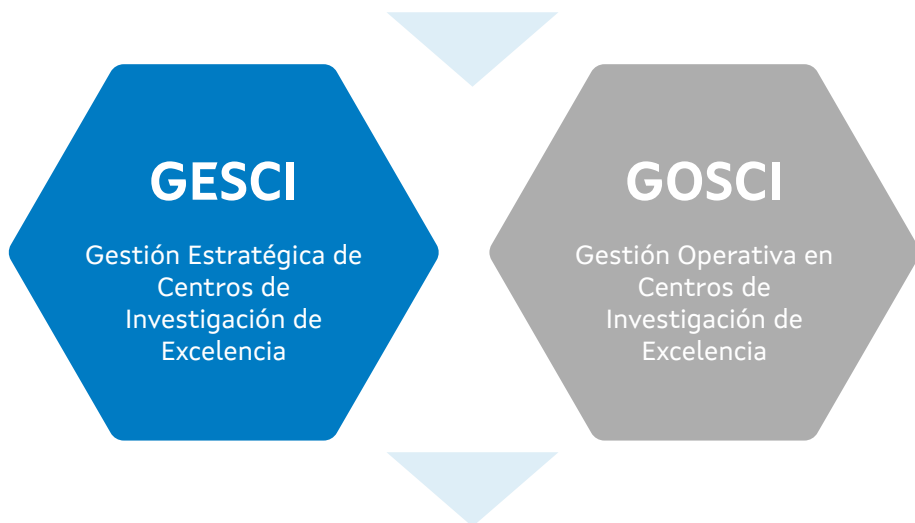 GESCI
Gestión Estratégica de
Centros de
Investigación de
Excelencia
GOSCI
Gestión Operativa en
Centros de
Investigación de
Excelencia